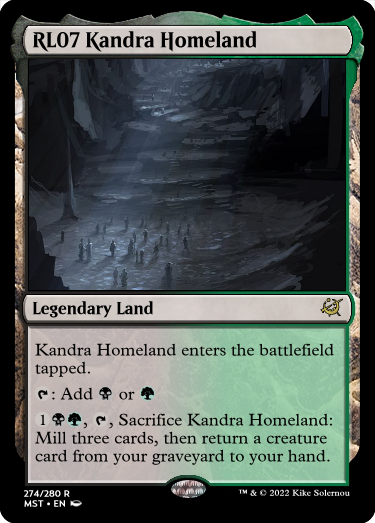 RL07 Kandra Homeland
Legendary Land
Kandra Homeland enters the battlefield
tapped.
: Add or
1 , , Sacrifice Kandra Homeland:
Mill three cards, then return a creature
card from your graveyard to your hand.
274/280 R
MST • EN
™ & © 2022 Kike Solernou